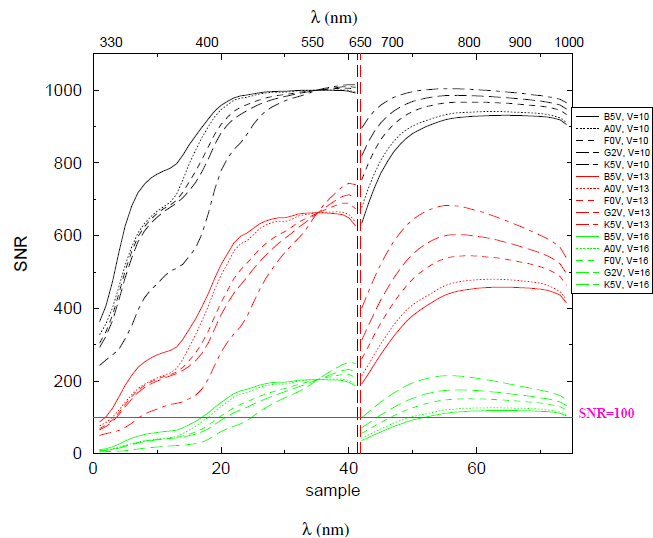 λ (nm)
330 400 550 650 700 800 900 1000
1000
800
600
400
200
0
SNR
B5V, V=10
A0V, V=10
F0V, V=10
G2V, V=10
K5V, V=10
B5V, V=13
A0V, V=13
F0V, V=13
G2V, V=13
K5V, V=13
B5V, V=16
A0V, V=16
F0V, V=16
G2V, V=16
K5V, V=16
SNR=100
0 20 40 60
sample
λ (nm)